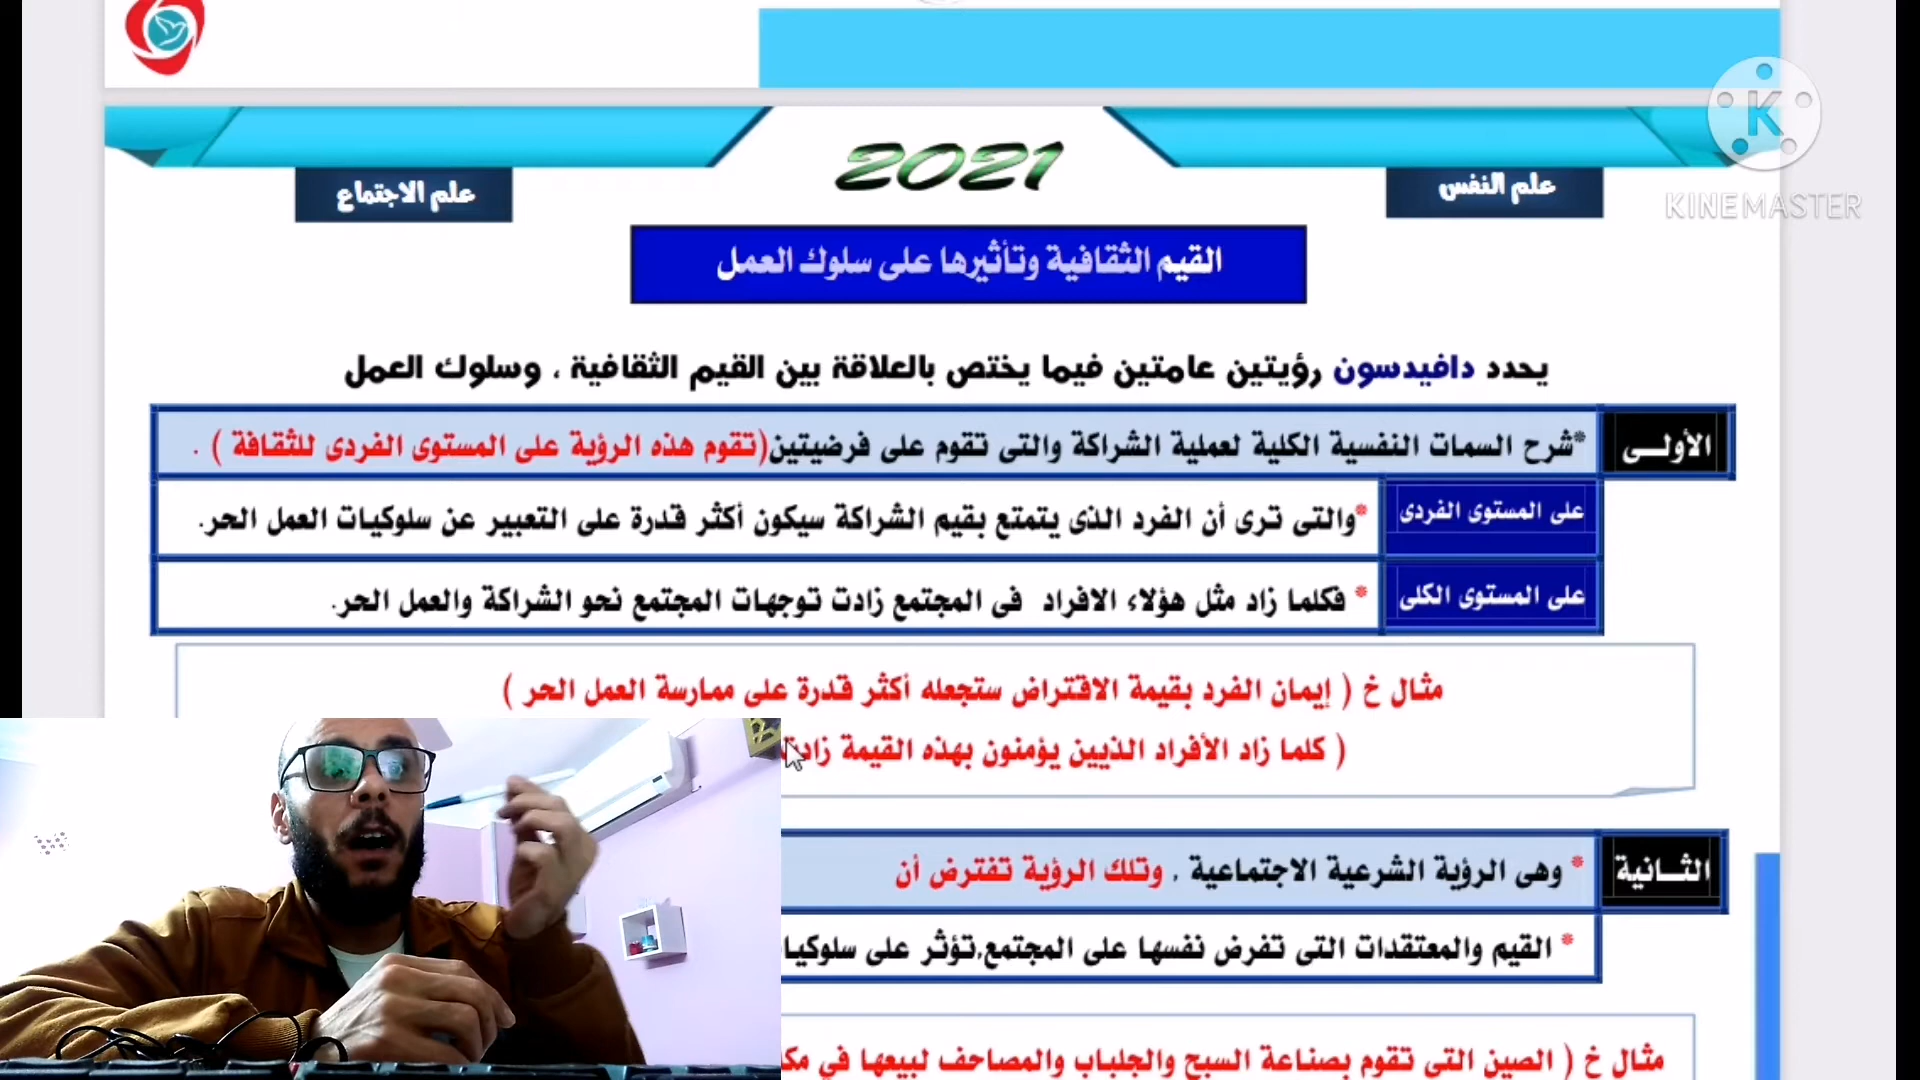 2021
علم النفس
علم الاجتماع
KINEMASTER
القيم الثقافية وتأثيرها على سلوك العمل
يحدد دافيدسون رؤيتين عامتين فيما يختص بالعلاقة بين القيم الثقافية ، وسلوك العمل
الأولـــى
*شرح السمات النفسية الكلية لعملية الشراكة والتى تقوم على فرضيتين(تقوم هذه الرؤية على المستوى الفردى للثقافة ) .
على المستوى الفردى
*والتى ترى أن الفرد الذى يتمتع بقيم الشراكة سيكون أكثر قدرة على التعبير عن سلوكيات العمل الحر.
على المستوى الكلى
* فكلما زاد مثل هؤلاء الافراد فى المجتمع زادت توجهات المجتمع نحو الشراكة والعمل الحر.
مثال خ ( إيمان الفرد بقيمة الاقتراض ستجعله أكثر قدرة على ممارسة العمل الحر )
( كلما زاد الأفراد الذيين يؤمنون بهذه القيمة زادت
الثــانية
* وهى الرؤية الشرعية الاجتماعية ، وتلك الرؤية تفترض أن
* القيم والمعتقدات التى تفرض نفسها على المجتمع,تؤثر على
مثال خ ( الصين التى تقوم بصناعة السبح والجلباب والمصاحف لبيعها في